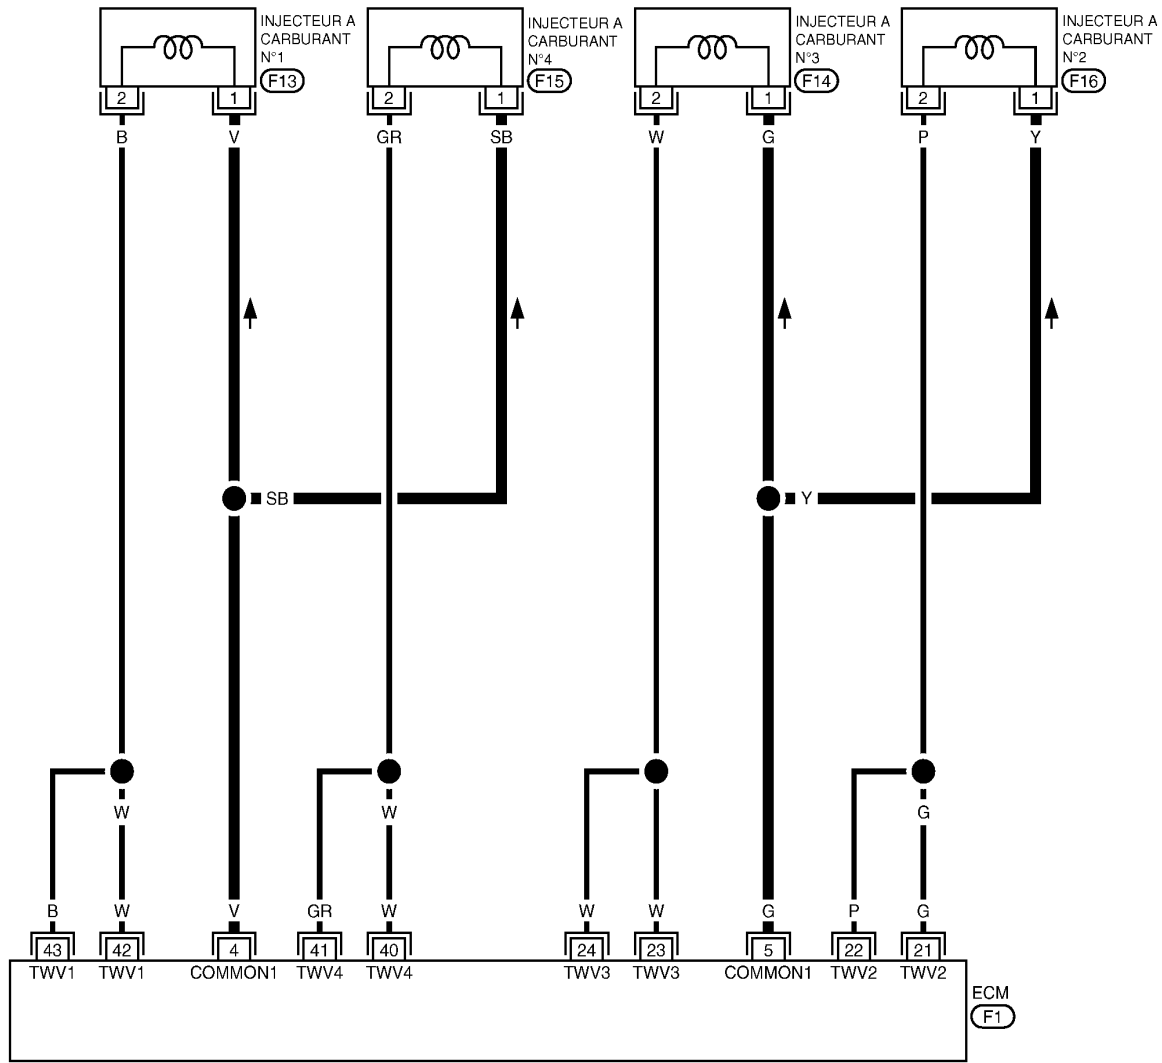 INJECTEUR A
CARBURANT
N°1
F13
INJECTEUR A
CARBURANT
N°4
F15
INJECTEUR A
CARBURANT
N°3
F14
INJECTEUR A
CARBURANT
N°2
F16
2 1 2 1 2 1 2 1
B V GR SB W G P Y
SB Y
W W G
B W V GR W W W G P G
43 42 4 41 40 24 23 5 22 21
TWV1 TWV1 COMMON1 TWV4 TWV4 TWV3 TWV3 COMMON1 TWV2 TWV2
ECM
F1